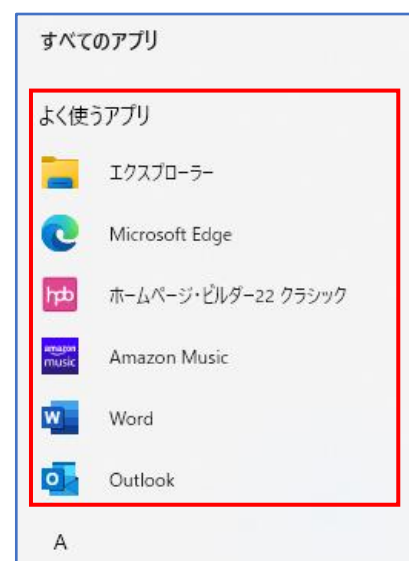 すべてのアプリ
よく使うアプリ
エクスプローラー
Microsoft Edge
hpb
ホームページ・ビルダー22 クラシック
amazon
music
Amazon Music
W
Word
O
Outlook
A